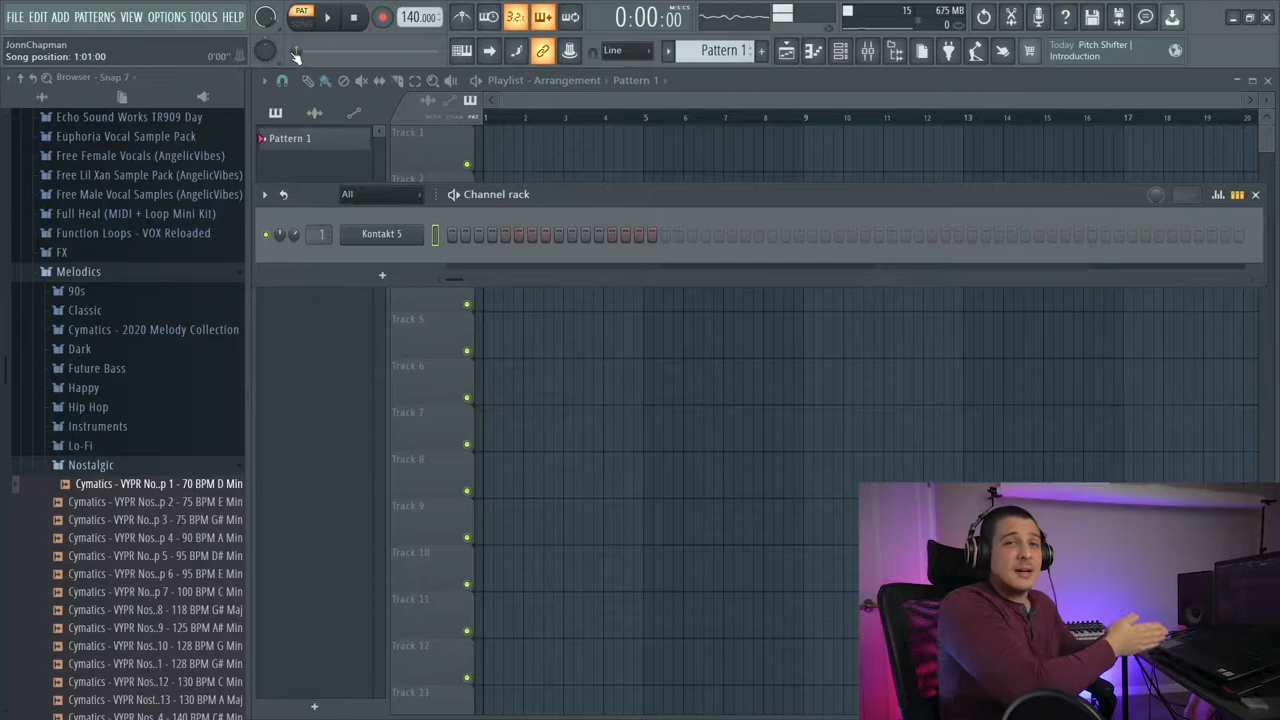 FILE EDIT ADD PATTERNS VIEW OPTIONS TOOLS HELP
PAT
SONG
140.000
3.2.
0:00:00
M:S:CS
15
675 MB
0
JonnChapman
Song position: 1:01:00
0'00"
Line
Pattern 1
Today Pitch Shifter |
Introduction
Browser - Snap 7
Playlist - Arrangement
Pattern 1
NOTE CHAN PAT
1 2 3 4 5 6 7 8 9 10 11 12 13 14 15 16 17 18 19 20
Echo Sound Works TR909 Day
Euphoria Vocal Sample Pack
Free Female Vocals (AngelicVibes)
Free Lil Xan Sample Pack (AngelicVibes)
Free Male Vocal Samples (AngelicVibes)
Full Heal (MIDI + Loop Mini Kit)
Function Loops - VOX Reloaded
FX
Melodics
90s
Classic
Cymatics - 2020 Melody Collection
Dark
Future Bass
Happy
Hip Hop
Instruments
Lo-Fi
Nostalgic
Cymatics - VYPR No..p 1 - 70 BPM D Min
Cymatics - VYPR Nos..p 2 - 75 BPM E Min
Cymatics - VYPR Nos..p 3 - 75 BPM G# Min
Cymatics - VYPR Nos..p 4 - 90 BPM A Min
Cymatics - VYPR Nos..p 5 - 95 BPM D# Min
Cymatics - VYPR Nos..p 6 - 95 BPM E Min
Cymatics - VYPR Nos..p 7 - 100 BPM C Min
Cymatics - VYPR Nos..8 - 118 BPM G# Maj
Cymatics - VYPR Nos..9 - 125 BPM A# Min
Cymatics - VYPR Nos..10 - 128 BPM G Min
Cymatics - VYPR Nos..1 - 128 BPM G# Min
Cymatics - VYPR Nos..12 - 130 BPM C Min
Cymatics - VYPR Nost..13 - 130 BPM A Maj
Pattern 1
Track 1
Track 2
All
Channel rack
1
Kontakt 5
+
Track 5
Track 6
Track 7
Track 8
Track 9
Track 10
Track 11
Track 12
Track 13
+